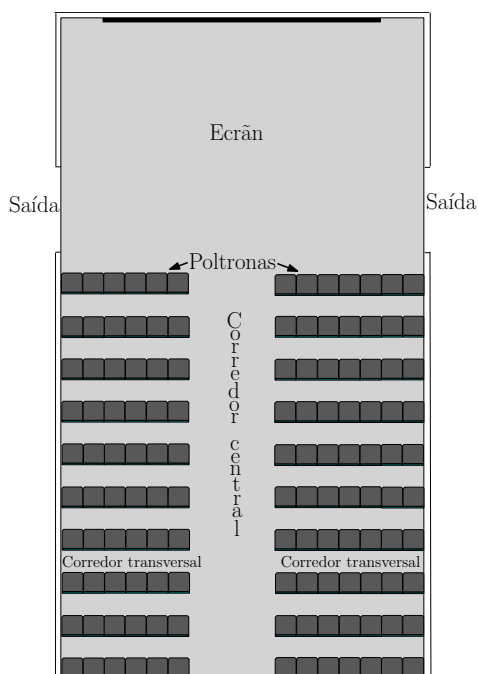 Ecrãn
Saída
Saída
Poltronas
Corredor central
Corredor transversal
Corredor transversal